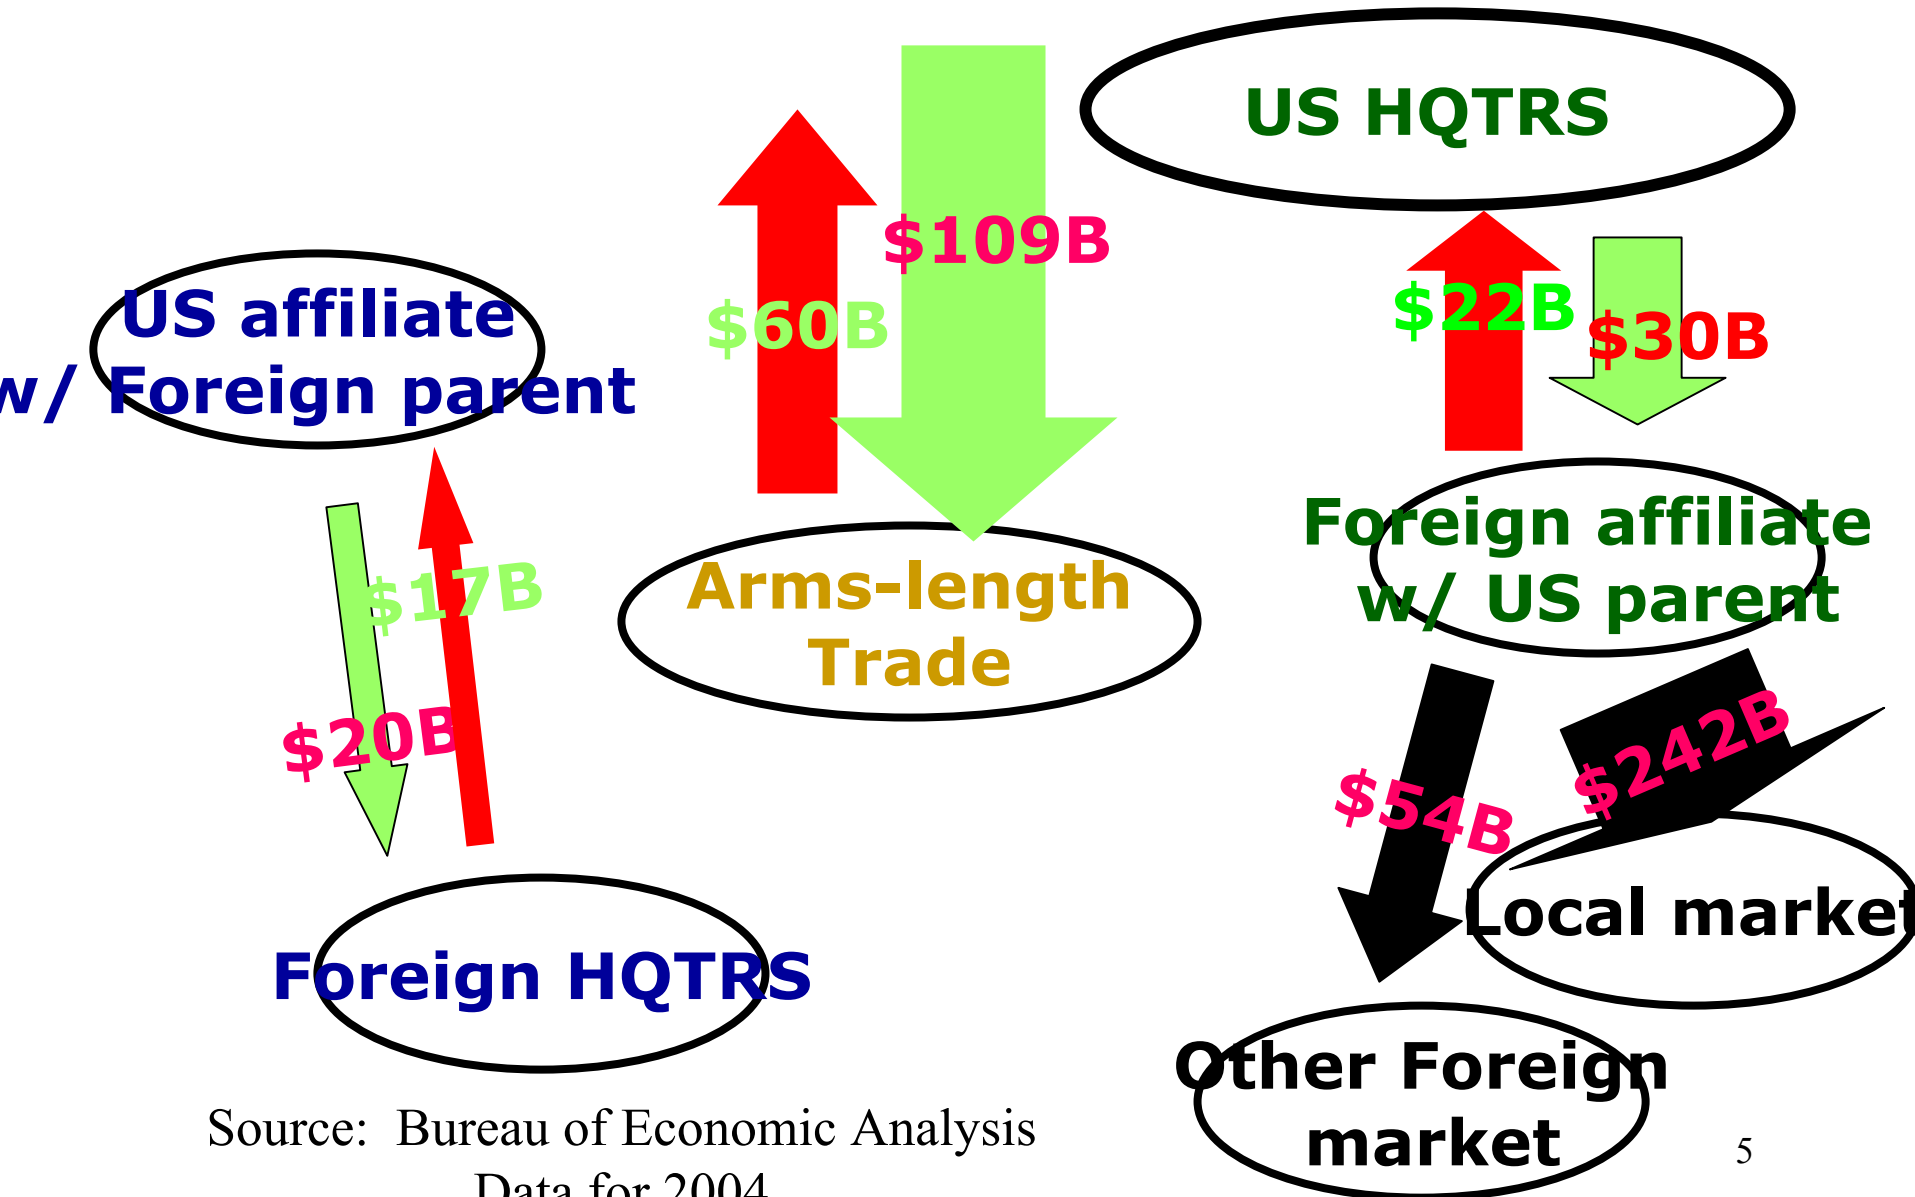 US HQTRS
$109B
$60B
$22B
$30B
US affiliate
w/ Foreign parent
Foreign affiliate
w/ US parent
$17B
$20B
Arms-length
Trade
$54B
$242B
Local market
Foreign HQTRS
Other Foreign
market
Source: Bureau of Economic Analysis
Data for 2004
5